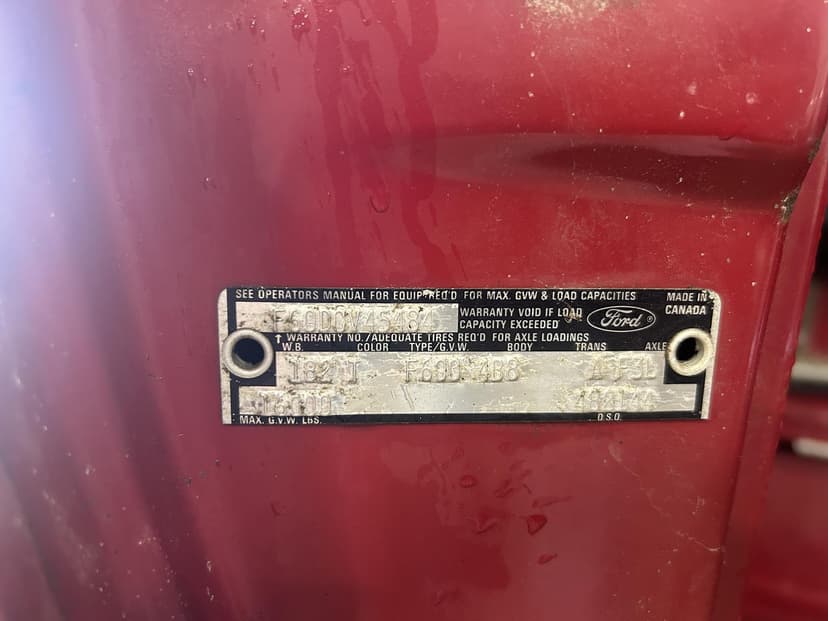 SEE OPERATORS MANUAL FOR EQUIP REQ'D FOR MAX. GVW & LOAD CAPACITIES
MADE IN CANADA
WARRANTY VOID IF LOAD
CAPACITY EXCEEDED
Ford ®
↑ WARRANTY NO./ADEQUATE TIRES REQ'D FOR AXLE LOADINGS
W.B. COLOR TYPE/G.V.W. BODY TRANS AXLE
182 T
MAX. G.V.W. LBS. D.S.O.